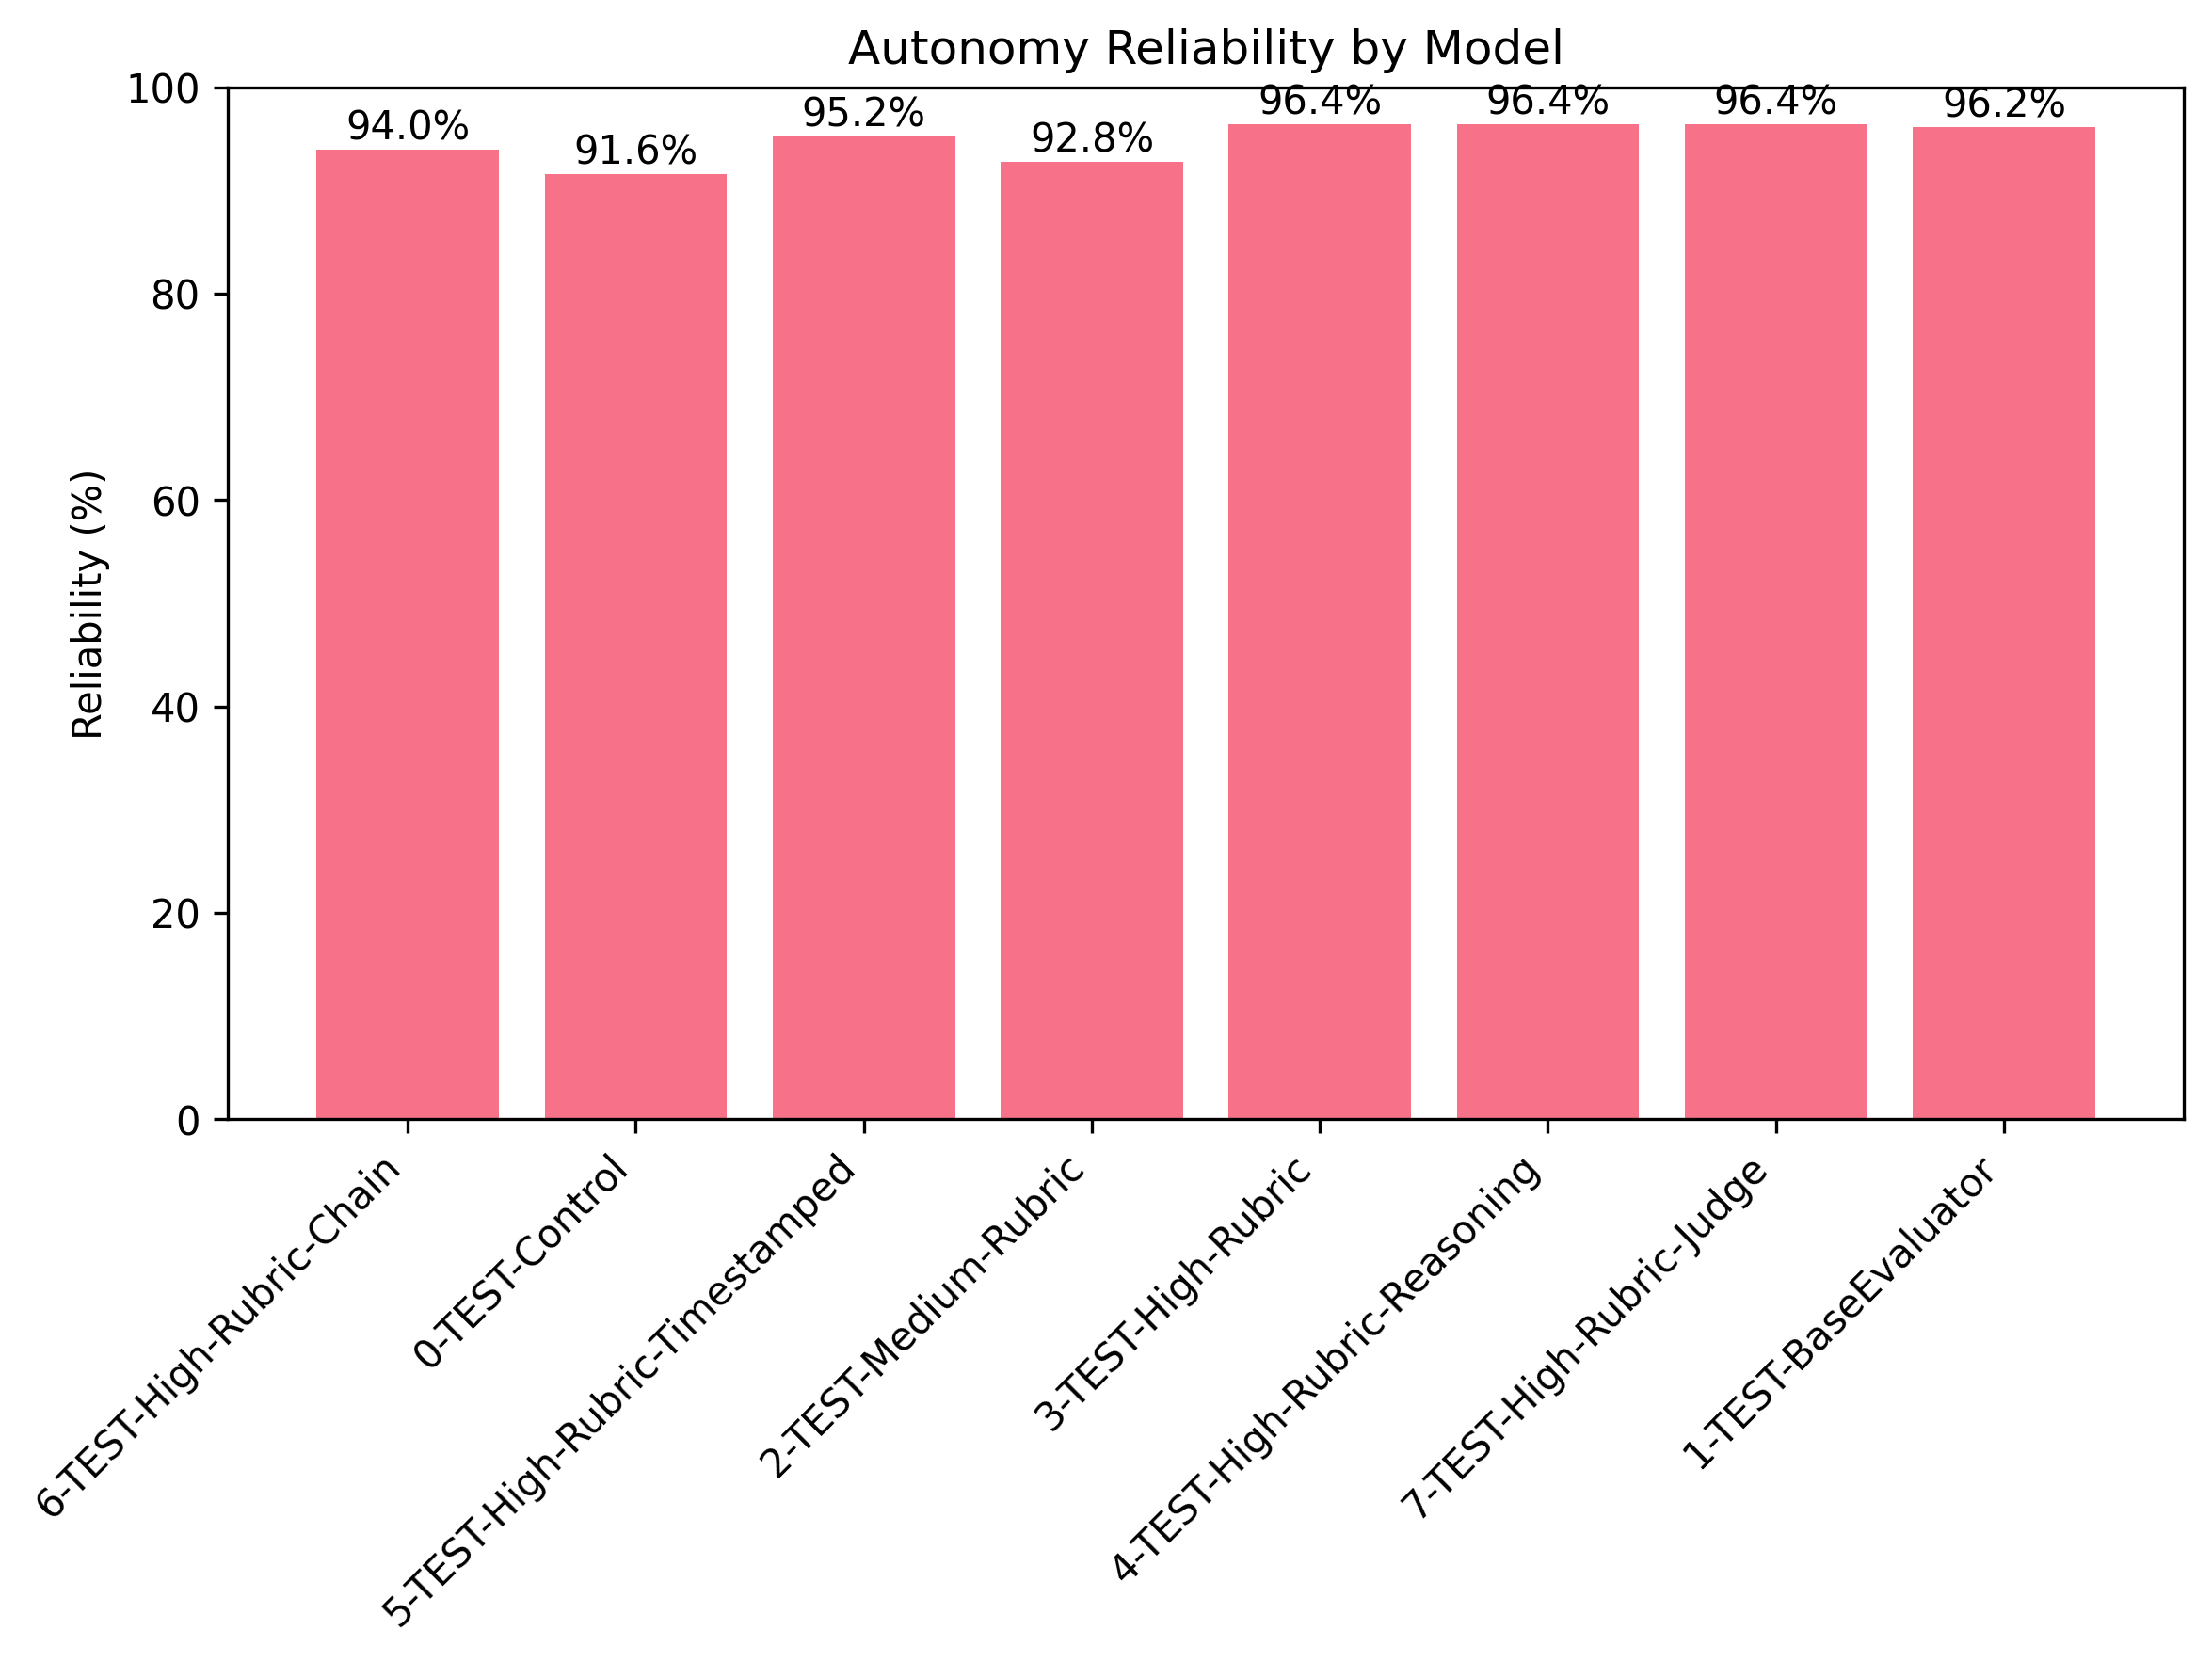 Autonomy Reliability by Model
Reliability (%)
100
80
60
40
20
0
94.0%
91.6%
95.2%
92.8%
96.4%
96.4%
96.4%
96.2%
6-TEST-High-Rubric-Chain
0-TEST-Control
5-TEST-High-Rubric-Timestamped
2-TEST-Medium-Rubric
3-TEST-High-Rubric
4-TEST-High-Rubric-Reasoning
7-TEST-High-Rubric-Judge
1-TEST-BaseEvaluator